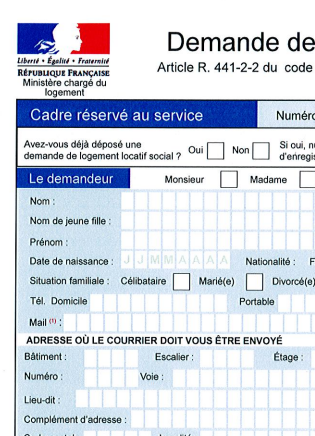 Demande de
Liberté • Égalité • Fraternité
RÉPUBLIQUE FRANÇAISE
Article R. 441-2-2 du code
Ministère chargé du
logement
Cadre réservé au service Numéro
Avez-vous déjà déposé une
demande de logement locatif social ? Oui Non Si oui,
d'enregis
Le demandeur Monsieur Madame
Nom :
Nom de jeune fille :
Prénom :
Date de naissance : J J M M A A A A Nationalité : F
Situation familiale : Célibataire Marié(e) Divorcé(e)
Tél. Domicile Portable
Mail (1) :
ADRESSE OÙ LE COURRIER DOIT VOUS ÊTRE ENVOYÉ
Bâtiment : Escalier : Étage :
Numéro : Voie :
Lieu-dit :
Complément d'adresse :